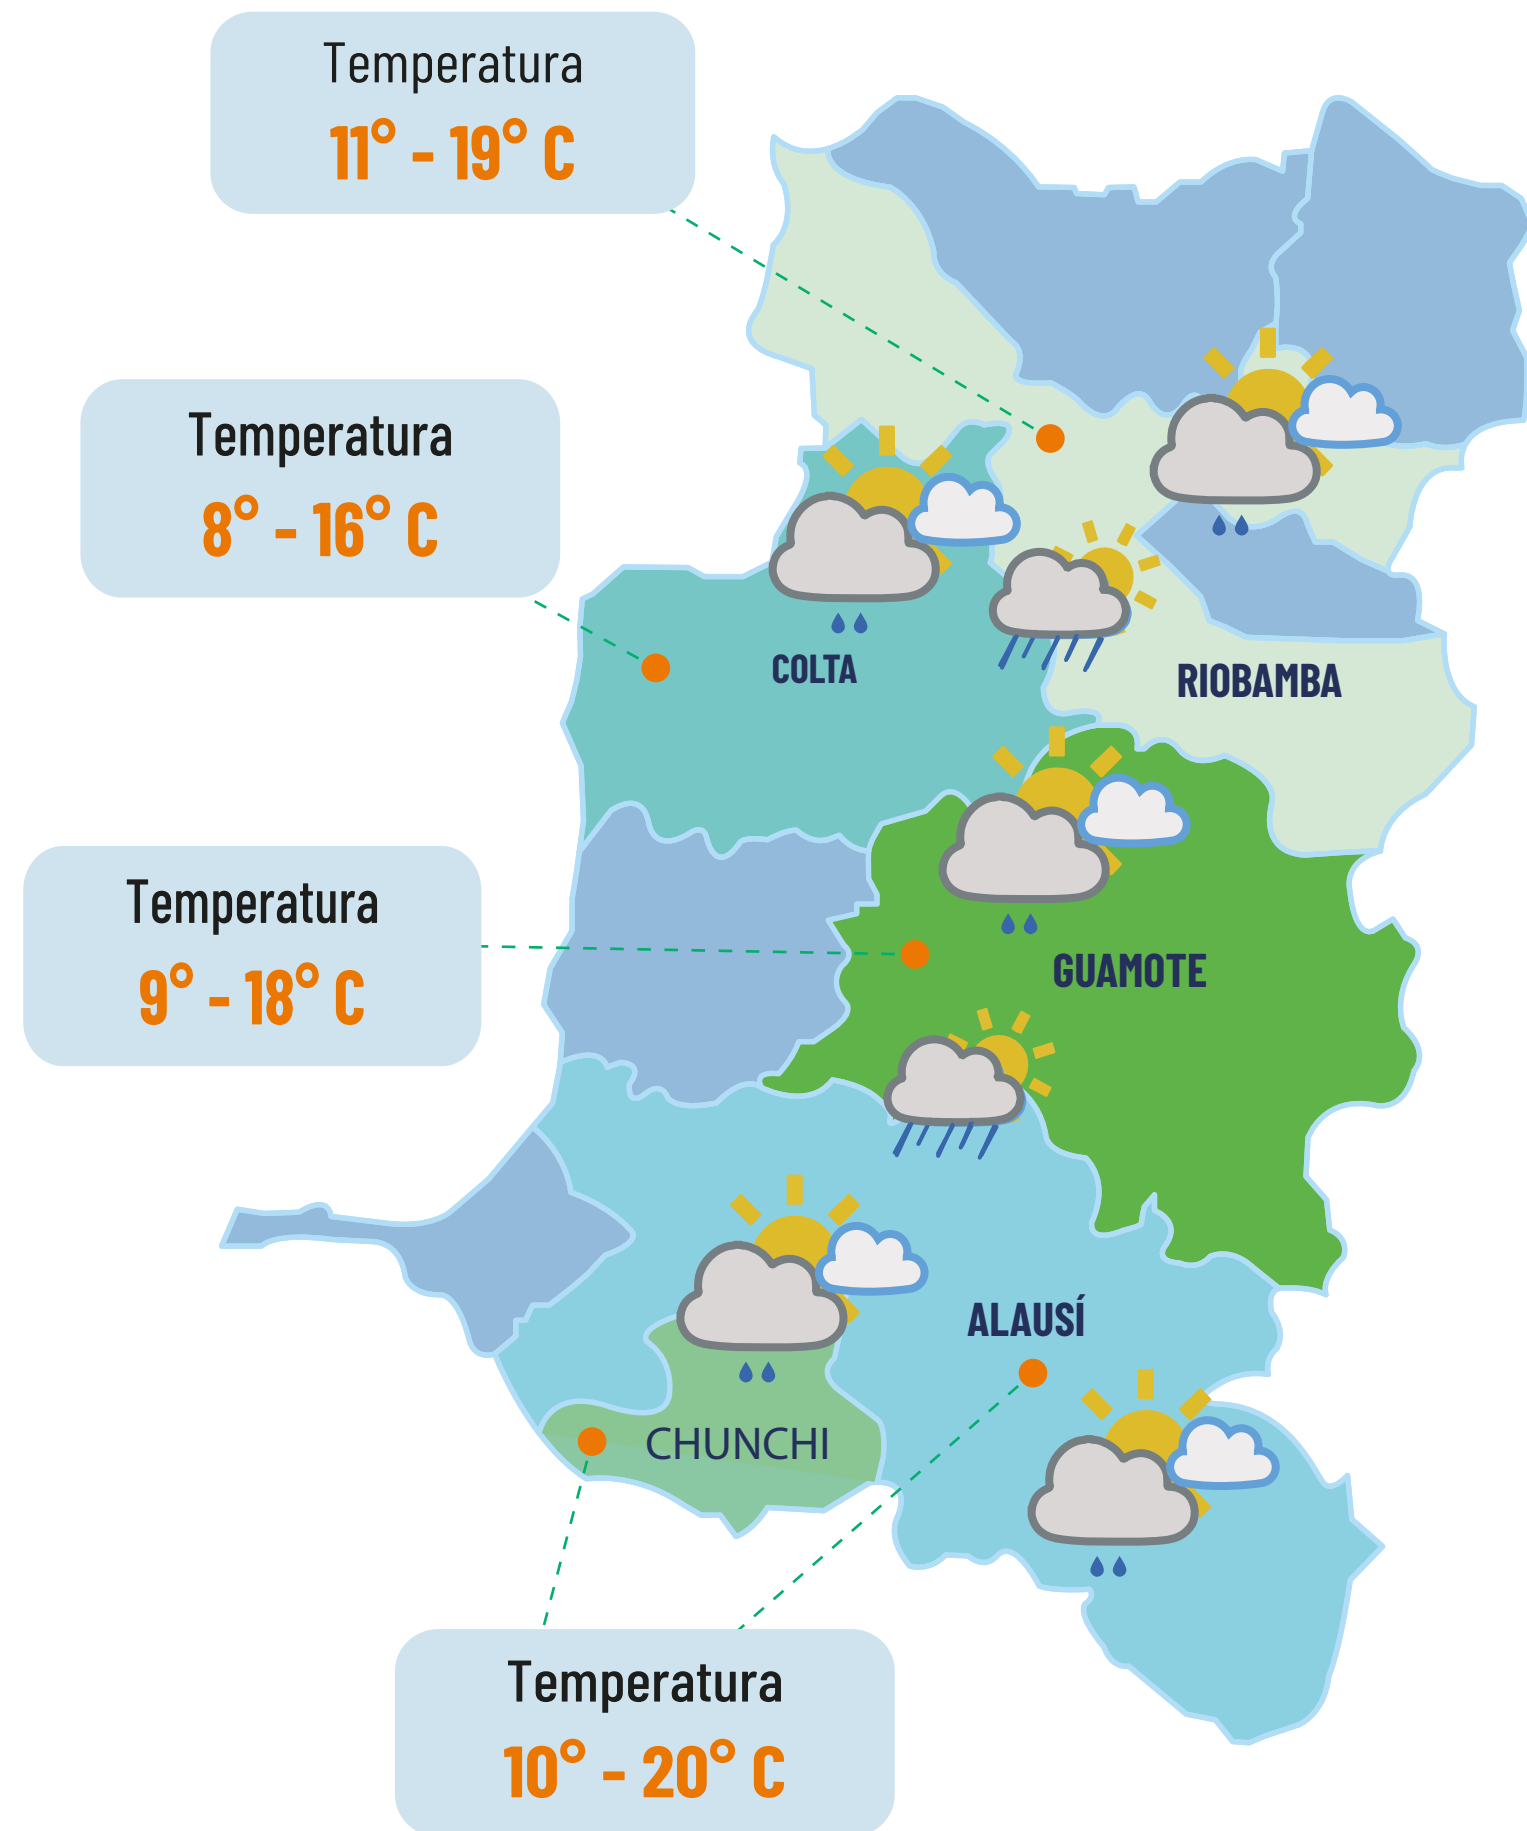 Temperatura
11° - 19° C
Temperatura
8° - 16° C
COLTA
RIOBAMBA
Temperatura
9° - 18° C
GUAMOTE
ALAUSÍ
CHUNCHI
Temperatura
10° - 20° C